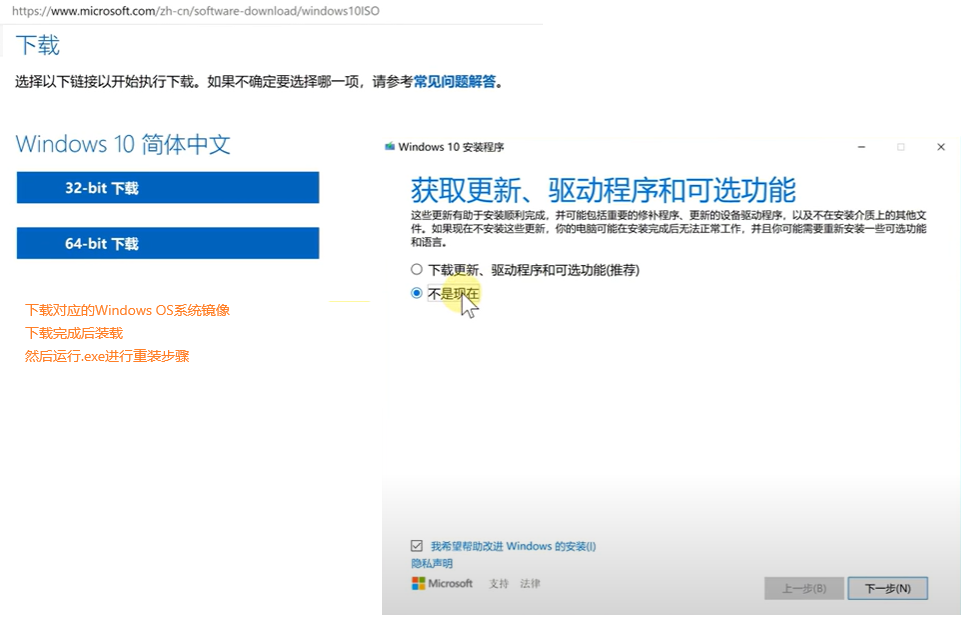 https://www.microsoft.com/zh-cn/software-download/windows10ISO
下载
选择以下链接以开始执行下载。如果不确定要选择哪一项，请参考常见问题解答。
Windows 10 简体中文
32-bit 下载
64-bit 下载
下载对应的Windows OS系统镜像
下载完成后装载
然后运行.exe进行重装步骤
Windows 10 安装程序
获取更新、驱动程序和可选功能
这些更新有助于安装顺利完成，并可能包括重要的修补程序、更新的设备驱动程序，以及不在安装介质上的其他文
件。如果现在不安装这些更新，你的电脑可能在安装完成后无法正常工作，并且你可能需要重新安装一些可选功能
和语言。
下载更新、驱动程序和可选功能(推荐)
不是现在
我希望帮助改进 Windows 的安装(I)
隐私声明
Microsoft 支持 法律
上一步(B) 下一步(N)